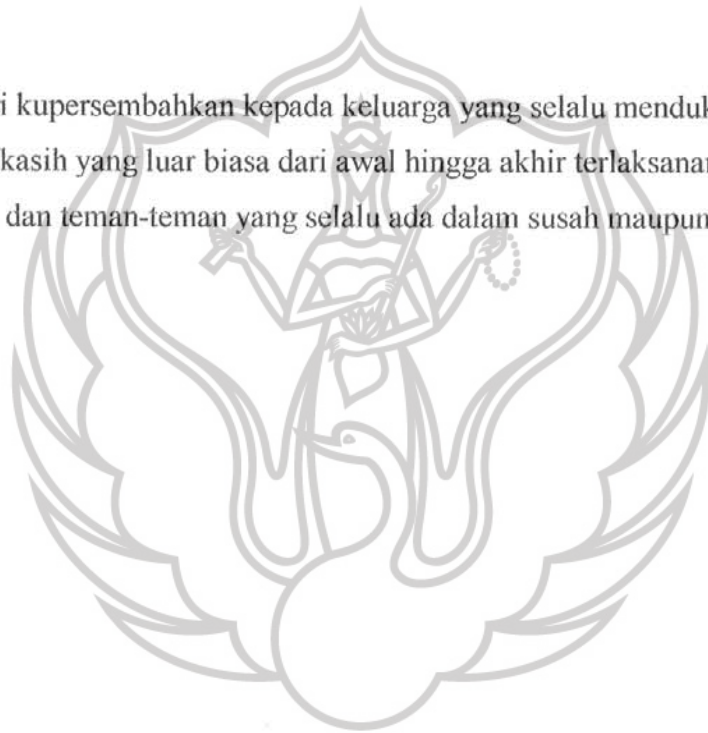 i kupersembahkan kepada keluarga yang selalu menduk
kasih yang luar biasa dari awal hingga akhir terlaksana
dan teman-teman yang selalu ada dalam susah maupun